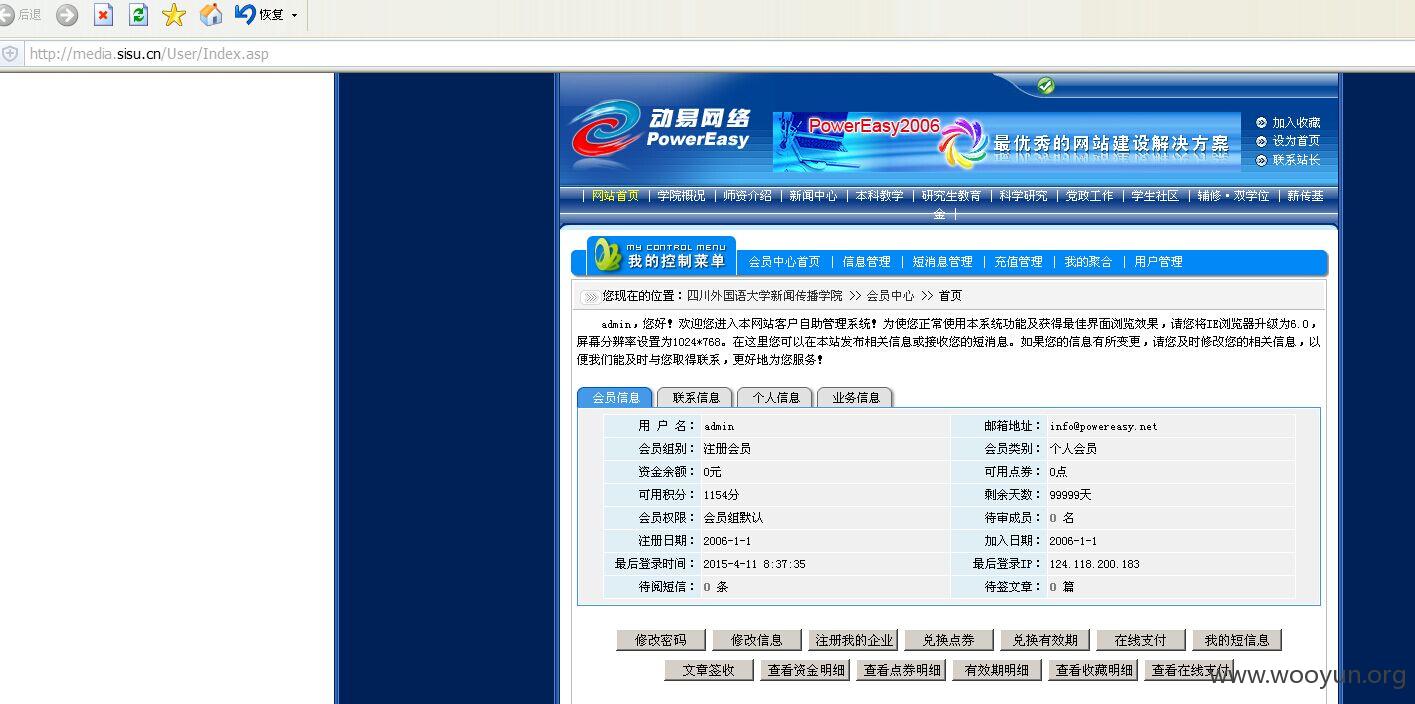 后退 恢复
http://media.sisu.cn/User/Index.asp
动易网络 PowerEasy
PowerEasy2006 最优秀的网站建设解决方案
加入收藏
设为首页
联系站长
| 网站首页 | 学院概况 | 师资介绍 | 新闻中心 | 本科教学 | 研究生教育 | 科学研究 | 党政工作 | 学生社区 | 辅修·双学位 | 薪传基
金 |
MY CONTROL MENU
我的控制菜单 会员中心首页 | 信息管理 | 短消息管理 | 充值管理 | 我的聚合 | 用户管理
您现在的位置：四川外国语大学新闻传播学院 >> 会员中心 >> 首页
admin，您好！欢迎您进入本网站客户自助管理系统！为使您正常使用本系统功能及获得最佳界面浏览效果，请您将IE浏览器升级为6.0，
屏幕分辨率设置为1024*768。在这里您可以在本站发布相关信息或接收您的短消息。如果您的信息有所变更，请您及时修改您的相关信息，以
便我们能及时与您取得联系，更好地为您服务！
会员信息 联系信息 个人信息 业务信息
用 户 名： admin 邮箱地址： info@powereasy.net
会员组别： 注册会员 会员类别： 个人会员
资金余额： 0元 可用点券： 0点
可用积分： 1154分 剩余天数： 99999天
会员权限： 会员组默认 待审成员： 0 名
注册日期： 2006-1-1 加入日期： 2006-1-1
最后登录时间： 2015-4-11 8:37:35 最后登录IP： 124.118.200.183
待阅短信： 0 条 待签文章： 0 篇
修改密码 修改信息 注册我的企业 兑换点券 兑换有效期 在线支付 我的短信息
文章签收 查看资金明细 查看点券明细 有效期明细 查看收藏明细 查看在线支付
www.wooyun.org